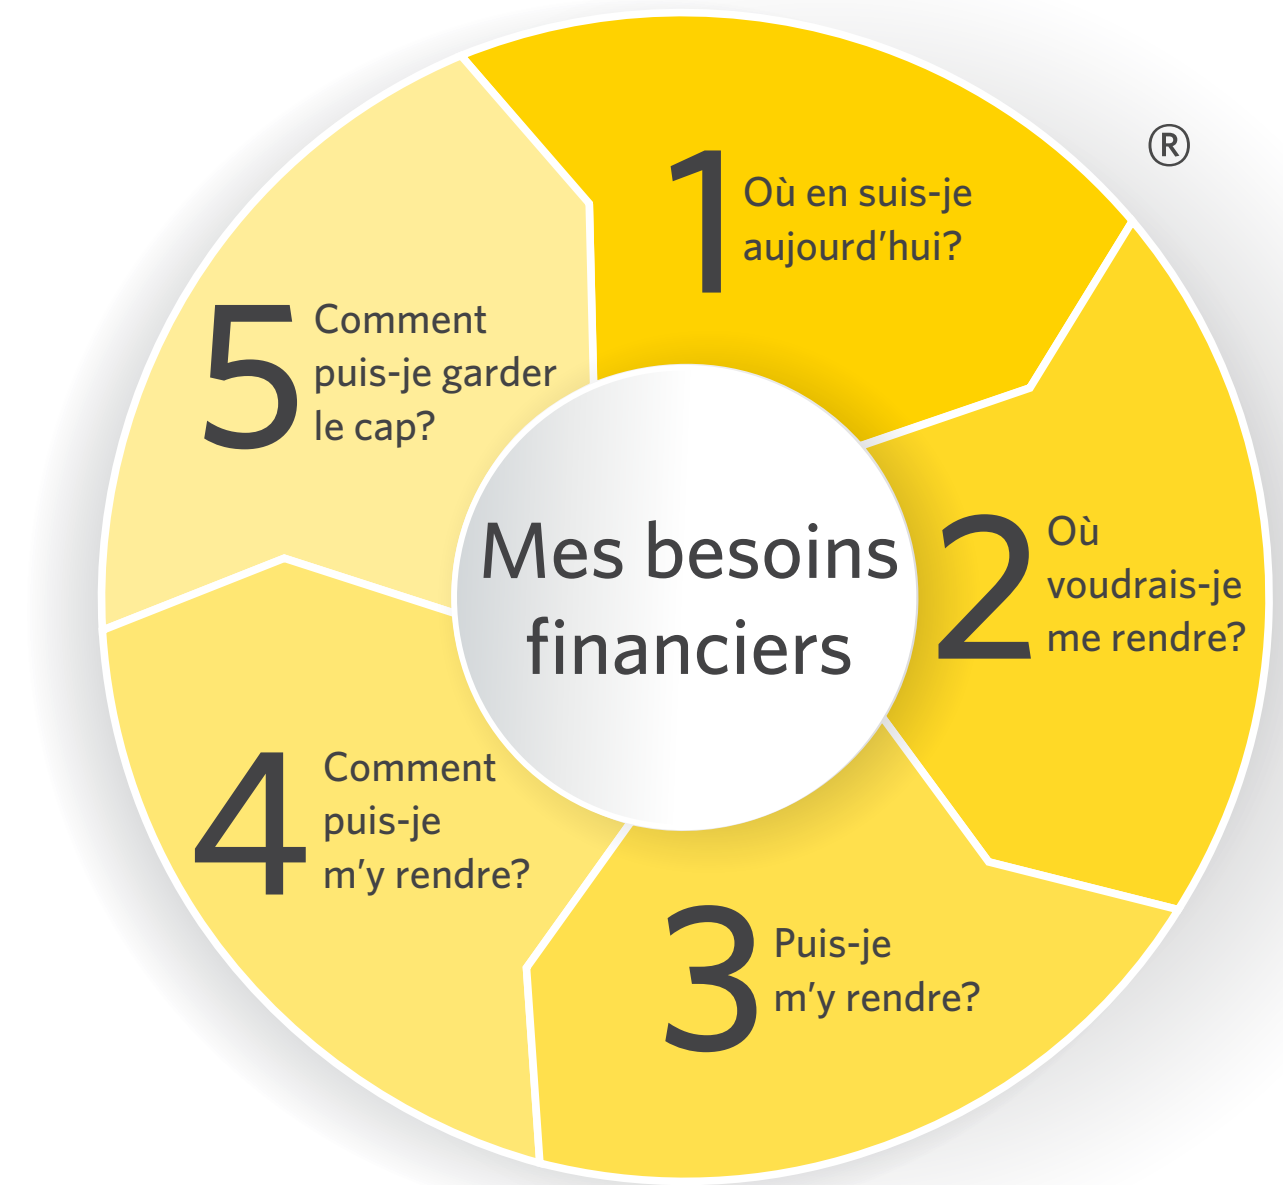 Mes besoins
financiers
1
Où en suis-je
aujourd'hui?
®
2
Où
voudrais-je
me rendre?
3
Puis-je
m'y rendre?
4
Comment
puis-je
m'y rendre?
5
Comment
puis-je garder
le cap?